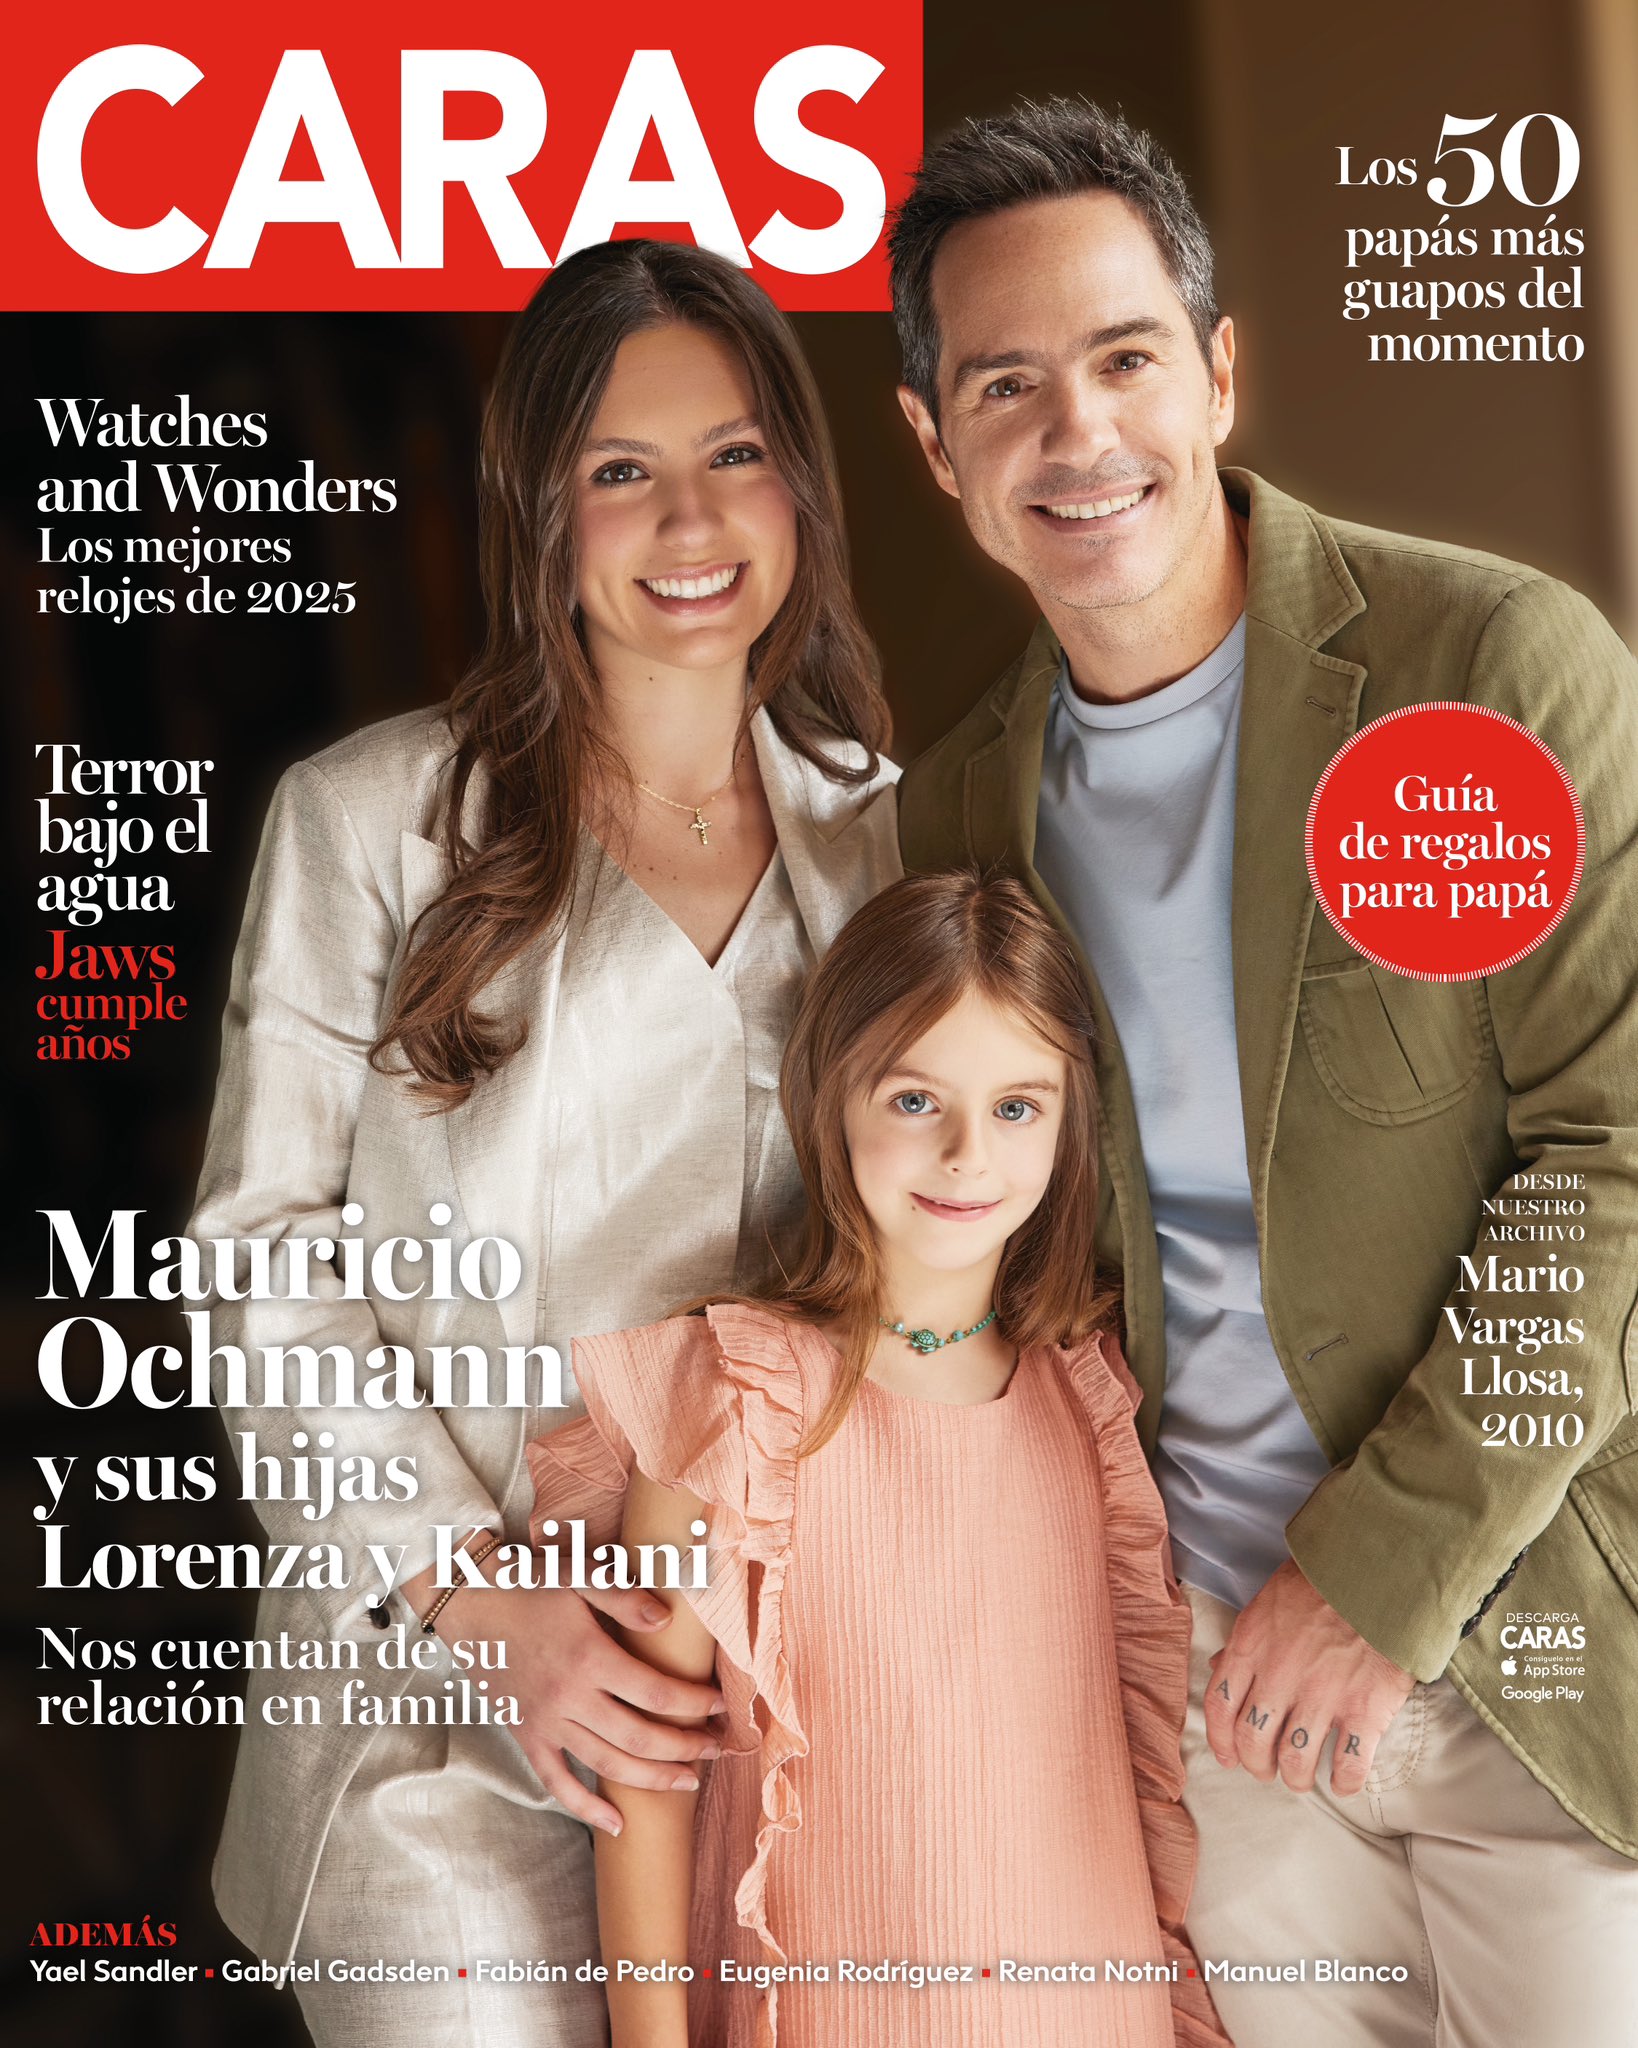 CARAS
Los 50
papás más
guapos del
momento
Watches
and Wonders
Los mejores
relojes de 2025
Terror
bajo el
agua
Jaws
cumple
años
Guía
de regalos
para papá
DESDE
NUESTRO
ARCHIVO
Mario
Vargas
Llosa,
2010
Mauricio
Ochmann
y sus hijas
Lorenza y Kailani
Nos cuentan de su
relación en familia
DESCARGA
CARAS
Consíguelo en el
App Store
Google Play
A M O R
ADEMÁS
Yael Sandler ▪ Gabriel Gadsden ▪ Fabián de Pedro ▪ Eugenia Rodríguez ▪ Renata Notni ▪ Manuel Blanco